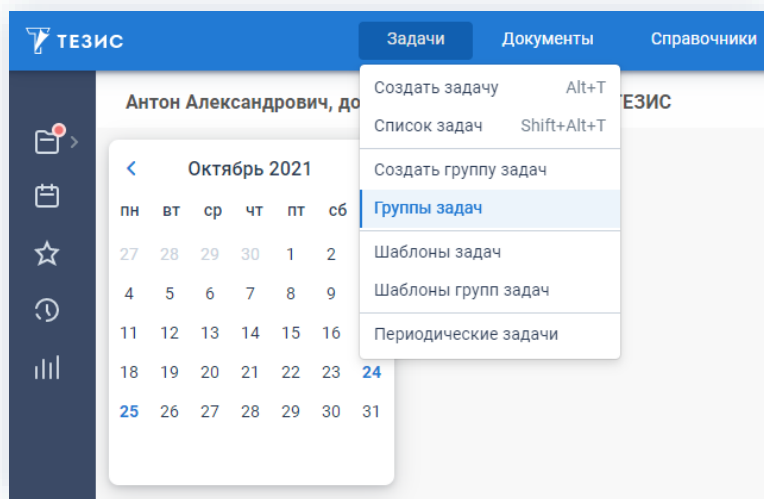 ТЕЗИС
Задачи Документы Справочники
Антон Александрович, до ЕЗИС
Создать задачу Alt+T
Список задач Shift+Alt+T
Создать группу задач
Группы задач
Шаблоны задач
Шаблоны групп задач
Периодические задачи
Октябрь 2021
пн вт ср чт пт сб
27 28 29 30 1 2
4 5 6 7 8 9
11 12 13 14 15 16
18 19 20 21 22 23 24
25 26 27 28 29 30 31